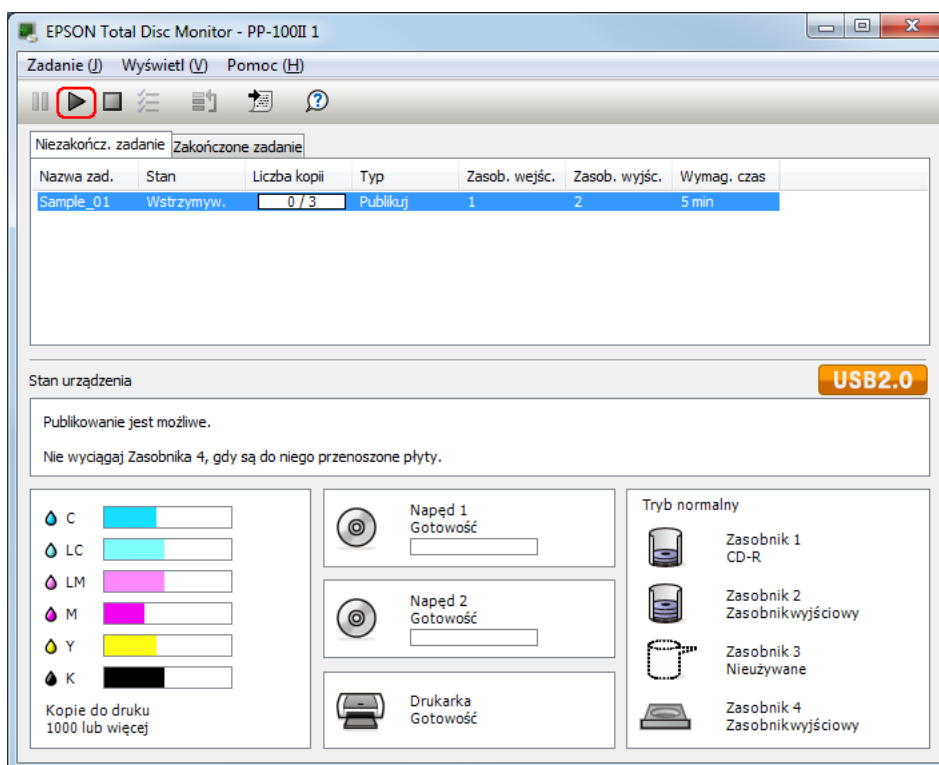 EPSON Total Disc Monitor - PP-100II 1
Zadanie (J) Wyświetl (V) Pomoc (H)
Niezakończ. zadanie Zakończone zadanie
Nazwa zad. Stan Liczba kopii Typ Zasob. wejśc. Zasob. wyjśc. Wymag. czas
Sample_01 Wstrzymyw. 0 / 3 Publikuj 1 2 5 min
Stan urządzenia
USB2.0
Publikowanie jest możliwe.
Nie wyciągaj Zasobnika 4, gdy są do niego przenoszone płyty.
C
LC
LM
M
Y
K
Kopie do druku
1000 lub więcej
Napęd 1
Gotowość
Napęd 2
Gotowość
Drukarka
Gotowość
Tryb normalny
Zasobnik 1
CD-R
Zasobnik 2
Zasobnikwyjściowy
Zasobnik 3
Nieużywane
Zasobnik 4
Zasobnikwyjściowy